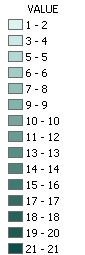 VALUE
1 - 2
3 - 4
5 - 5
6 - 6
7 - 8
9 - 9
10 - 10
11 - 12
13 - 13
14 - 14
15 - 16
17 - 17
18 - 18
19 - 20
21 - 21